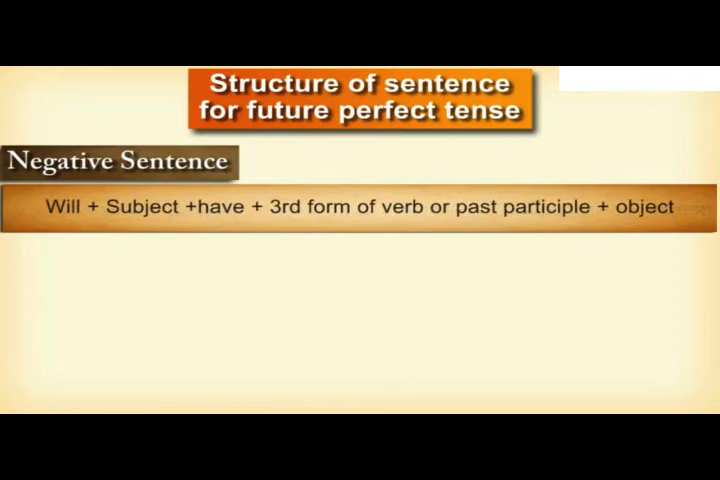 Structure of sentence
for future perfect tense
Negative Sentence
Will + Subject +have + 3rd form of verb or past participle + object